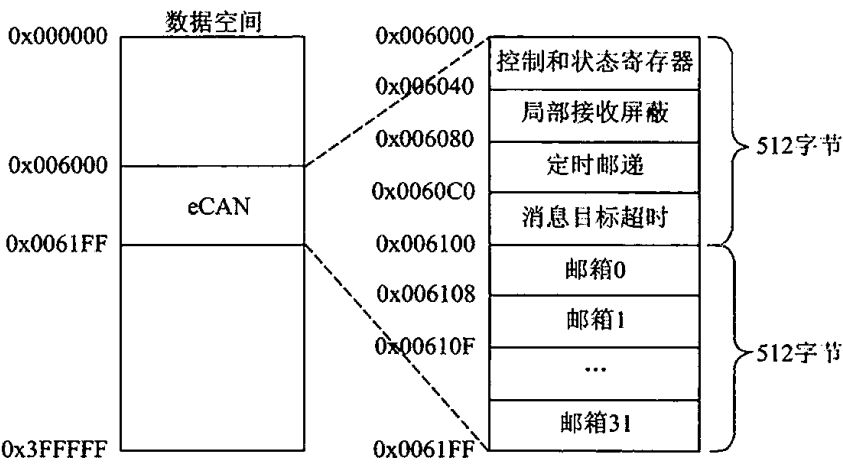 数据空间
0x000000
0x006000
eCAN
0x0061FF
0x3FFFFF
0x006000
控制和状态寄存器
0x006040
局部接收屏蔽
0x006080
定时邮递
0x0060C0
消息目标超时
0x006100
邮箱0
0x006108
邮箱1
0x00610F
...
邮箱31
0x0061FF
512字节
512字节